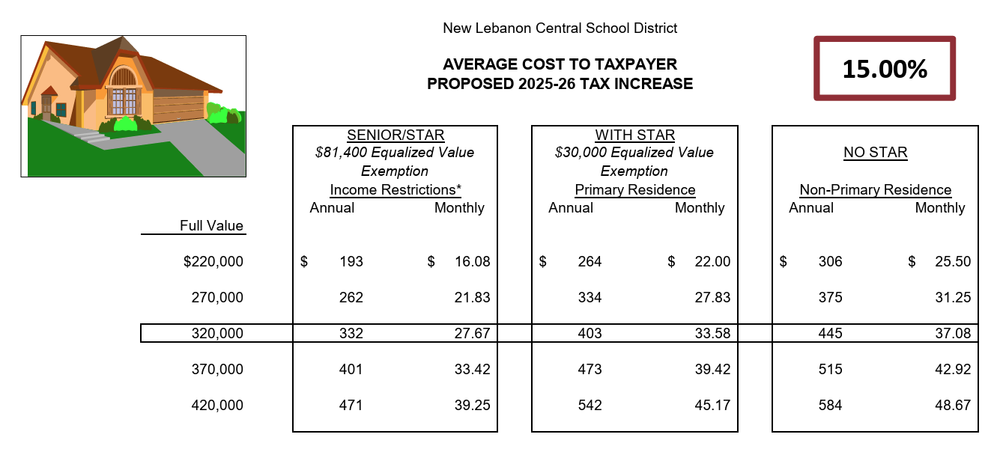 New Lebanon Central School District
AVERAGE COST TO TAXPAYER
PROPOSED 2025-26 TAX INCREASE
15.00%
SENIOR/STAR
$81,400 Equalized Value
Exemption
Income Restrictions*
Annual Monthly
WITH STAR
$30,000 Equalized Value
Exemption
Primary Residence
Annual Monthly
NO STAR
Non-Primary Residence
Annual Monthly
Full Value
$220,000 $ 193 $ 16.08 $ 264 $ 22.00 $ 306 $ 25.50
270,000 262 21.83 334 27.83 375 31.25
320,000 332 27.67 403 33.58 445 37.08
370,000 401 33.42 473 39.42 515 42.92
420,000 471 39.25 542 45.17 584 48.67